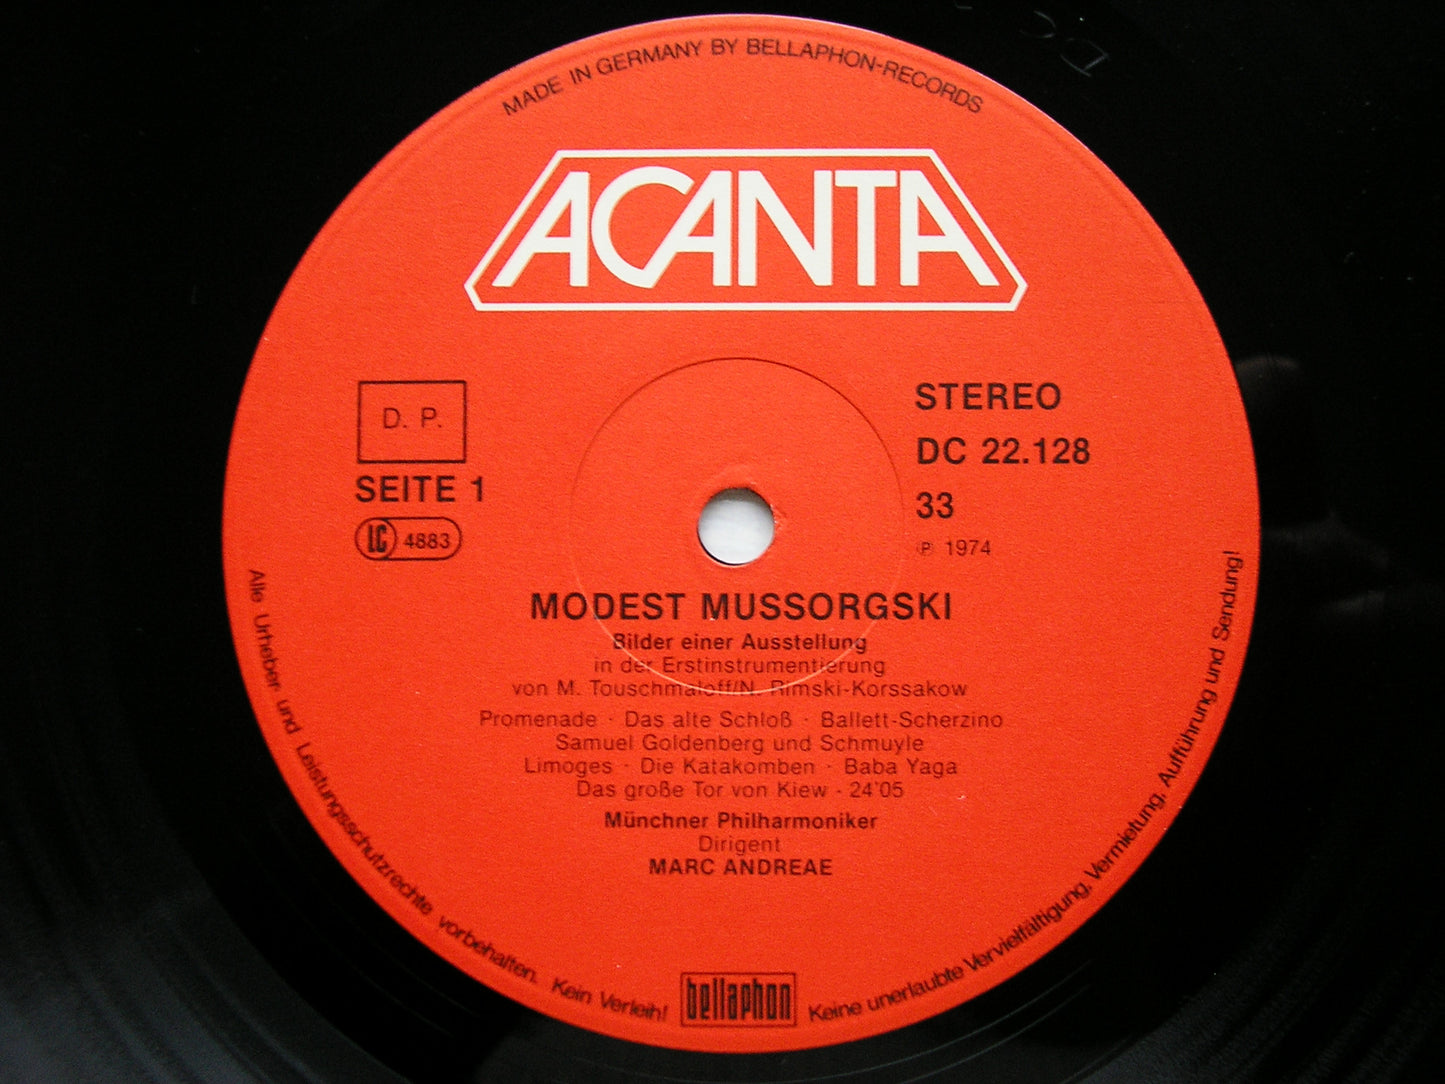 MADE IN GERMANY BY BELLAPHON-RECORDS
ACANTA
D. P.
SEITE 1
LC 4883
STEREO
DC 22.128
33
℗ 1974
MODEST MUSSORGSKI
Bilder einer Ausstellung
in der Erstinstrumentierung
von M. Touschmaloff/N. Rimski-Korssakow
Promenade · Das alte Schloß · Ballett-Scherzino
Samuel Goldenberg und Schmuyle
Limoges · Die Katakomben · Baba Yaga
Das große Tor von Kiew - 24'05
Münchner Philharmoniker
Dirigent
MARC ANDREAE
Alle Urheber- und Leistungsschutzrechte vorbehalten. Kein Verleih!
bellaphon
Keine unerlaubte Vervielfältigung, Vermietung, Aufführung und Sendung!